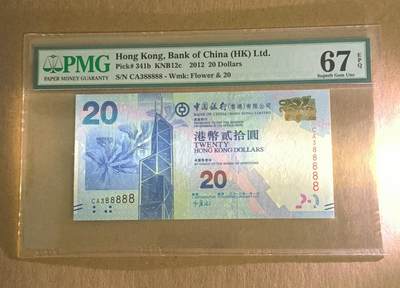 PMG
PAPER MONEY GUARANTY
Hong Kong, Bank of China (HK) Ltd.
Pick# 341b KNB12c 2012 20 Dollars
S/N CA388888 - Wmk: Flower & 20
67 EPQ
Superb Gem Unc
20
中國銀行(香港)有限公司
BANK OF CHINA (HONG KONG) LIMITED
港幣貳拾圓
TWENTY
HONG KONG DOLLARS
20
CA388888
CA388888